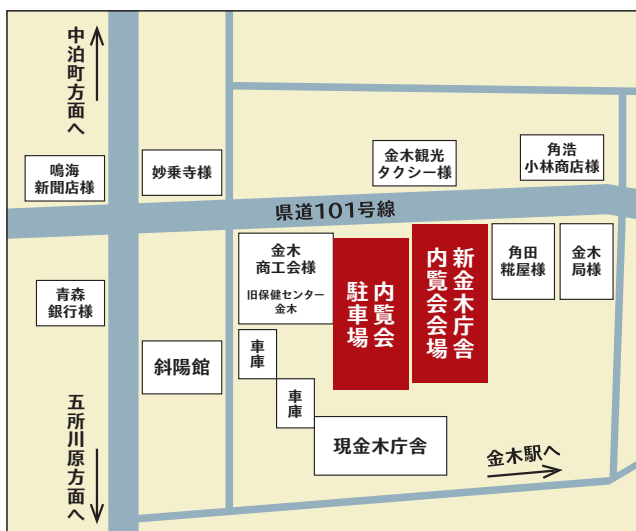 中泊町方面へ
鳴海
新聞店様
妙乗寺様
金木観光
タクシー様
角浩
小林商店様
県道101号線
青森
銀行様
金木
商工会様
旧保健センター
金木
内覧会
駐車場
新金木庁舎
内覧会会場
角田
糀屋様
金木
局様
斜陽館
車庫
車庫
現金木庁舎
金木駅へ
五所川原方面へ